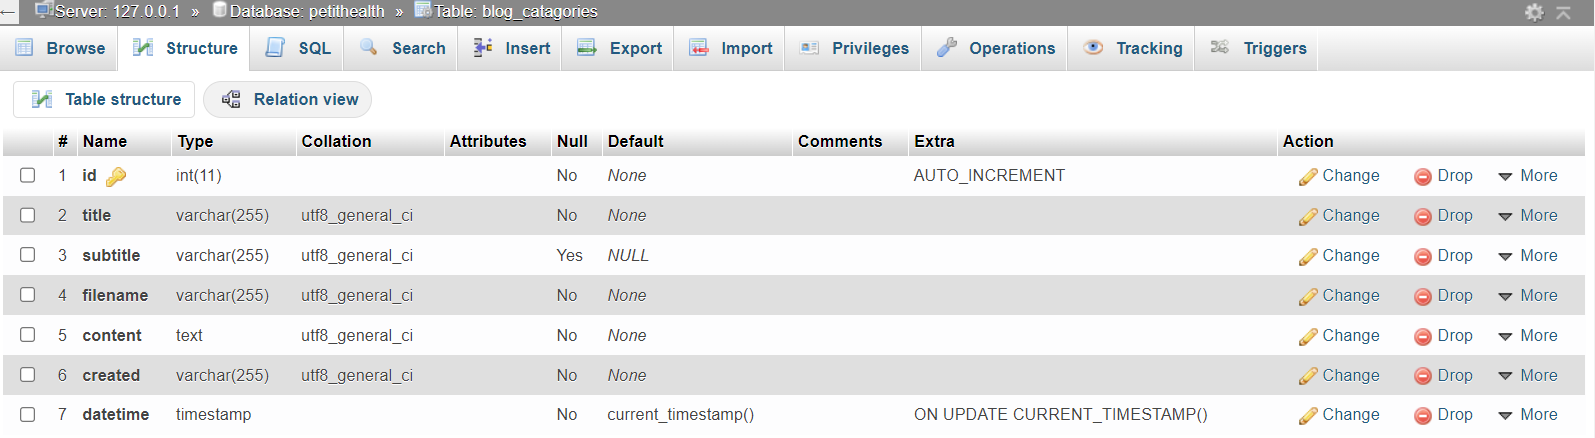 ← Server: 127.0.0.1 » Database: petithealth » Table: blog_catagories
Browse Structure SQL Search Insert Export Import Privileges Operations Tracking Triggers
Table structure Relation view
# Name Type Collation Attributes Null Default Comments Extra Action
1 id int(11) No None AUTO_INCREMENT Change Drop More
2 title varchar(255) utf8_general_ci No None Change Drop More
3 subtitle varchar(255) utf8_general_ci Yes NULL Change Drop More
4 filename varchar(255) utf8_general_ci No None Change Drop More
5 content text utf8_general_ci No None Change Drop More
6 created varchar(255) utf8_general_ci No None Change Drop More
7 datetime timestamp No current_timestamp() ON UPDATE CURRENT_TIMESTAMP() Change Drop More